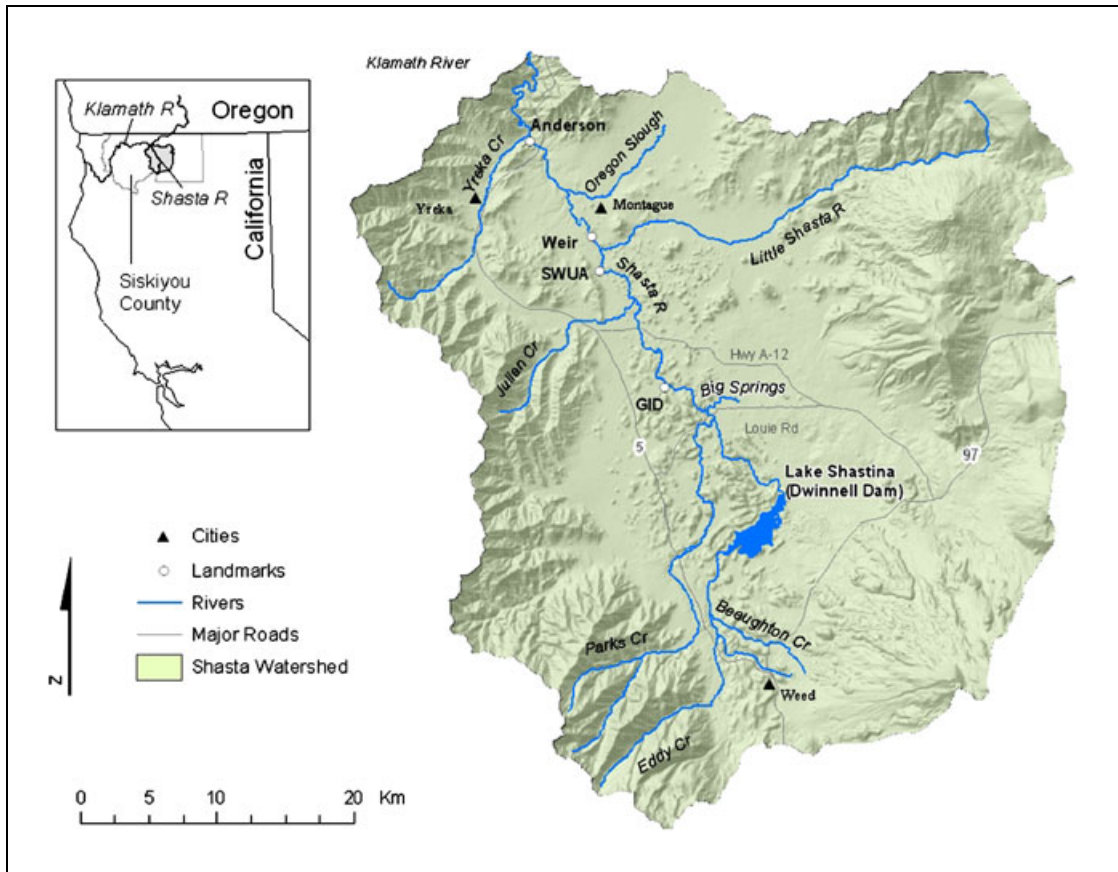 Klamath R
Oregon
Shasta R
California
Siskiyou
County
Klamath River
Anderson
Yreka Cr
Oregon Slough
Yreka
Montague
Weir
Little Shasta R
SWUA
Shasta R
Julien Cr
Hwy A-12
GID
Big Springs
Louie Rd
5
97
Lake Shastina
(Dwinnell Dam)
Beaughton Cr
Parks Cr
Weed
Eddy Cr
Cities
Landmarks
Rivers
Major Roads
Shasta Watershed
N
0 5 10 20 Km